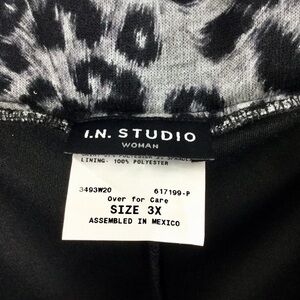 I.N. STUDIO
WOMAN
LINING: 100% POLYESTER
3493W20 617199-P
Over for Care
SIZE 3X
ASSEMBLED IN MEXICO